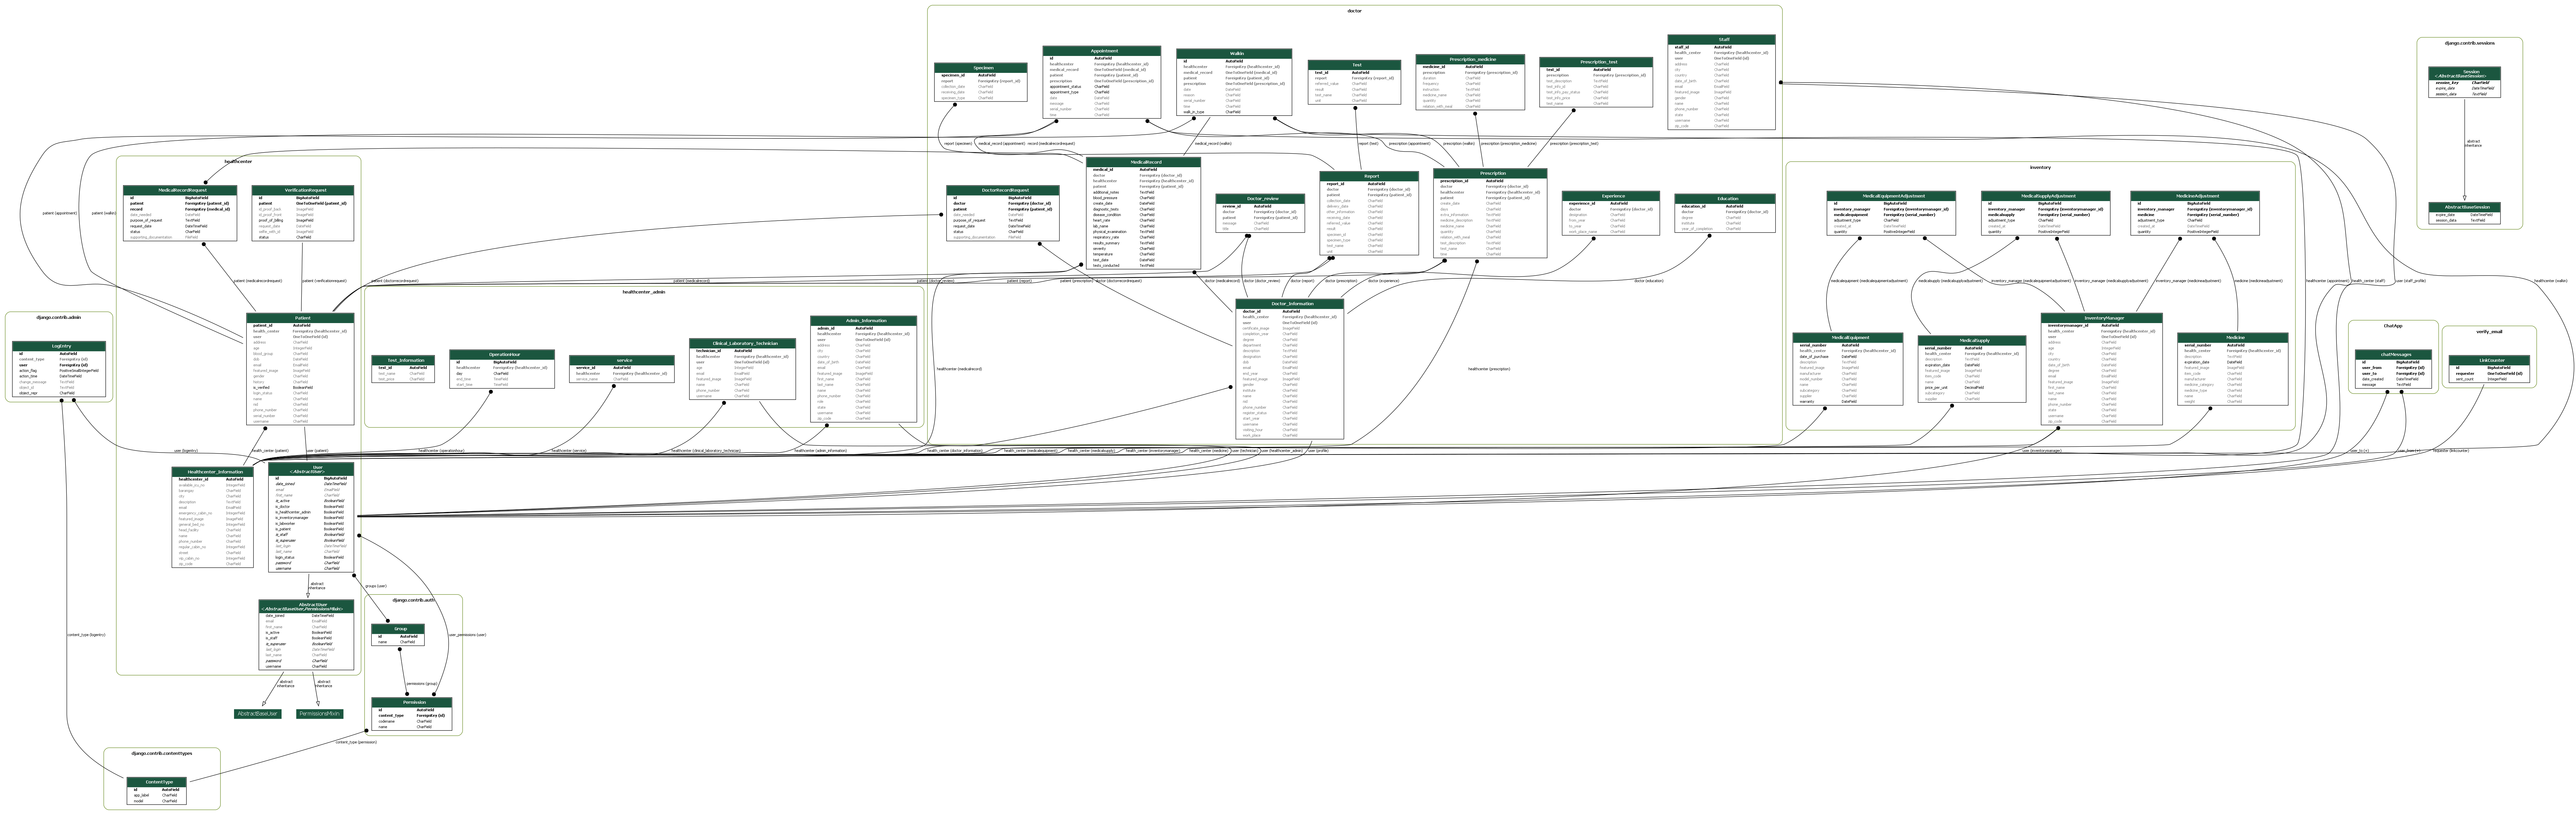 doctor
Specimen
specimen_id AutoField
report ForeignKey (report_id)
collection_date CharField
receiving_date CharField
specimen_type CharField
Appointment
id AutoField
healthcenter ForeignKey (healthcenter_id)
medical_record OneToOneField (medical_id)
patient ForeignKey (patient_id)
prescription OneToOneField (prescription_id)
appointment_status CharField
appointment_type CharField
date DateField
message CharField
serial_number CharField
time CharField
Walkin
id AutoField
healthcenter ForeignKey (healthcenter_id)
medical_record OneToOneField (medical_id)
patient ForeignKey (patient_id)
prescription OneToOneField (prescription_id)
date DateField
reason CharField
serial_number CharField
time CharField
walk_in_type CharField
Test
test_id AutoField
report ForeignKey (report_id)
referred_value CharField
result CharField
test_name CharField
unit CharField
Prescription_medicine
medicine_id AutoField
prescription ForeignKey (prescription_id)
duration CharField
frequency CharField
instruction TextField
medicine_name CharField
quantity CharField
relation_with_meal CharField
Prescription_test
test_id AutoField
prescription ForeignKey (prescription_id)
test_description TextField
test_info_id CharField
test_info_pay_status CharField
test_info_price CharField
test_name CharField
Staff
staff_id AutoField
health_center ForeignKey (healthcenter_id)
user OneToOneField (id)
address CharField
city CharField
country CharField
date_of_birth CharField
email EmailField
featured_image ImageField
gender CharField
name CharField
phone_number CharField
state CharField
username CharField
zip_code CharField
django.contrib.sessions
Session
<AbstractBaseSession>
session_key CharField
expire_date DateTimeField
session_data TextField
abstract
inheritance
AbstractBaseSession
expire_date DateTimeField
session_data TextField
report (specimen)
medical_record (appointment)
record (medicalrecordrequest)
medical_record (walkin)
report (test)
prescription (appointment)
prescription (walkin)
prescription (prescription_medicine)
prescription (prescription_test)
healthcenter
MedicalRecordRequest
id BigAutoField
patient ForeignKey (patient_id)
record ForeignKey (medical_id)
date_needed DateField
purpose_of_request TextField
request_date DateTimeField
status CharField
supporting_documentation FileField
VerificationRequest
id BigAutoField
patient OneToOneField (patient_id)
id_proof_back ImageField
id_proof_front ImageField
proof_of_billing ImageField
request_date DateField
selfie_with_id ImageField
status CharField
DoctorRecordRequest
id BigAutoField
doctor ForeignKey (doctor_id)
patient ForeignKey (patient_id)
date_needed DateField
purpose_of_request TextField
request_date DateTimeField
status CharField
supporting_documentation FileField
MedicalRecord
medical_id AutoField
doctor ForeignKey (doctor_id)
healthcenter ForeignKey (healthcenter_id)
patient ForeignKey (patient_id)
additional_notes TextField
blood_pressure CharField
create_date DateField
diagnostic_tests CharField
disease_condition CharField
heart_rate CharField
lab_name CharField
physical_examination TextField
respiratory_rate CharField
results_summary TextField
severity CharField
temperature CharField
test_date DateField
tests_conducted TextField
Doctor_review
review_id AutoField
doctor ForeignKey (doctor_id)
patient ForeignKey (patient_id)
message CharField
title CharField
Report
report_id AutoField
doctor ForeignKey (doctor_id)
patient ForeignKey (patient_id)
collection_date CharField
delivery_date CharField
other_information CharField
receiving_date CharField
referred_value CharField
result CharField
specimen_id CharField
specimen_type CharField
test_name CharField
unit CharField
Prescription
prescription_id AutoField
doctor ForeignKey (doctor_id)
healthcenter ForeignKey (healthcenter_id)
patient ForeignKey (patient_id)
create_date CharField
days CharField
extra_information TextField
medicine_description TextField
medicine_name CharField
quantity CharField
relation_with_meal CharField
test_description TextField
test_name CharField
time CharField
Experience
experience_id AutoField
doctor ForeignKey (doctor_id)
designation CharField
from_year CharField
to_year CharField
work_place_name CharField
Education
education_id AutoField
doctor ForeignKey (doctor_id)
degree CharField
institute CharField
year_of_completion CharField
inventory
MedicalEquipmentAdjustment
id BigAutoField
inventory_manager ForeignKey (inventorymanager_id)
medicalequipment ForeignKey (serial_number)
adjustment_type CharField
created_at DateTimeField
quantity PositiveIntegerField
MedicalSupplyAdjustment
id BigAutoField
inventory_manager ForeignKey (inventorymanager_id)
medicalsupply ForeignKey (serial_number)
adjustment_type CharField
created_at DateTimeField
quantity PositiveIntegerField
MedicineAdjustment
id BigAutoField
inventory_manager ForeignKey (inventorymanager_id)
medicine ForeignKey (serial_number)
adjustment_type CharField
created_at DateTimeField
quantity PositiveIntegerField
patient (appointment)
patient (walkin)
patient (medicalrecordrequest)
patient (verificationrequest)
patient (doctorrecordrequest)
patient (medicalrecord)
patient (doctor_review)
patient (report)
patient (prescription)
doctor (doctorrecordrequest)
doctor (medicalrecord)
doctor (doctor_review)
doctor (report)
doctor (prescription)
doctor (experience)
doctor (education)
medicalequipment (medicalequipmentadjustment)
medicalsupply (medicalsupplyadjustment)
inventory_manager (medicalequipmentadjustment)
inventory_manager (medicalsupplyadjustment)
inventory_manager (medicineadjustment)
medicine (medicineadjustment)
healthcenter (appointment)
health_center (staff)
user (staff_profile)
healthcenter (walkin)
django.contrib.admin
LogEntry
id AutoField
content_type ForeignKey (id)
user ForeignKey (id)
action_flag PositiveSmallIntegerField
action_time DateTimeField
change_message TextField
object_id TextField
object_repr CharField
Patient
patient_id AutoField
health_center ForeignKey (healthcenter_id)
user OneToOneField (id)
address CharField
age IntegerField
blood_group CharField
dob DateField
email EmailField
featured_image ImageField
gender CharField
history CharField
is_verified BooleanField
login_status CharField
name CharField
nid CharField
phone_number CharField
serial_number CharField
username CharField
healthcenter_admin
Test_Information
test_id AutoField
test_name CharField
test_price CharField
OperationHour
id BigAutoField
healthcenter ForeignKey (healthcenter_id)
day CharField
end_time TimeField
start_time TimeField
service
service_id AutoField
healthcenter ForeignKey (healthcenter_id)
service_name CharField
Clinical_Laboratory_Technician
technician_id AutoField
healthcenter ForeignKey (healthcenter_id)
user OneToOneField (id)
age IntegerField
email EmailField
featured_image ImageField
name CharField
phone_number CharField
username CharField
Admin_Information
admin_id AutoField
healthcenter ForeignKey (healthcenter_id)
user OneToOneField (id)
address CharField
city CharField
country CharField
date_of_birth DateField
email EmailField
featured_image ImageField
first_name CharField
last_name CharField
name CharField
phone_number CharField
role CharField
state CharField
username CharField
zip_code CharField
Doctor_Information
doctor_id AutoField
health_center ForeignKey (healthcenter_id)
user OneToOneField (id)
certificate_image ImageField
completion_year CharField
degree CharField
department CharField
description TextField
designation CharField
dob DateField
email EmailField
end_year CharField
featured_image ImageField
gender CharField
institute CharField
name CharField
nid CharField
phone_number CharField
register_status CharField
start_year CharField
username CharField
visiting_hour CharField
work_place CharField
healthcenter (medicalrecord)
healthcenter (prescription)
MedicalEquipment
serial_number AutoField
health_center ForeignKey (healthcenter_id)
date_of_purchase DateField
description TextField
featured_image ImageField
manufacturer CharField
model_number CharField
name CharField
subcategory CharField
supplier CharField
warranty DateField
MedicalSupply
serial_number AutoField
health_center ForeignKey (healthcenter_id)
description TextField
expiration_date DateField
featured_image ImageField
item_code CharField
name CharField
price_per_unit DecimalField
subcategory CharField
supplier CharField
InventoryManager
inventorymanager_id AutoField
health_center ForeignKey (healthcenter_id)
user OneToOneField (id)
address CharField
age IntegerField
city CharField
country CharField
date_of_birth DateField
degree CharField
email EmailField
featured_image ImageField
first_name CharField
last_name CharField
name CharField
phone_number CharField
state CharField
username CharField
zip_code CharField
Medicine
serial_number AutoField
health_center ForeignKey (healthcenter_id)
description TextField
expiration_date DateField
featured_image ImageField
item_code CharField
manufacturer CharField
medicine_category CharField
medicine_type CharField
name CharField
weight CharField
ChatApp
chatMessages
id BigAutoField
user_from ForeignKey (id)
user_to ForeignKey (id)
date_created DateTimeField
message TextField
verify_email
LinkCounter
id BigAutoField
requester OneToOneField (id)
sent_count IntegerField
user (logentry)
health_center (patient)
user (patient)
healthcenter (operationhour)
healthcenter (service)
healthcenter (clinical_laboratory_technician)
healthcenter (admin_information)
health_center (doctor_information)
health_center (medicalequipment)
health_center (medicalsupply)
health_center (inventorymanager)
health_center (medicine)
user (technician)
user (healthcenter_admin)
user (profile)
user (inventorymanager)
user_to (+)
user_from (+)
requester (linkcounter)
Healthcenter_Information
healthcenter_id AutoField
available_icu_no IntegerField
barangay CharField
city CharField
description TextField
email EmailField
emergency_cabin_no IntegerField
featured_image ImageField
general_bed_no IntegerField
head_facility CharField
name CharField
phone_number CharField
regular_cabin_no IntegerField
street CharField
vip_cabin_no IntegerField
zip_code CharField
User
<AbstractUser>
id BigAutoField
date_joined DateTimeField
email EmailField
first_name CharField
is_active BooleanField
is_doctor BooleanField
is_healthcenter_admin BooleanField
is_inventorymanager BooleanField
is_labworker BooleanField
is_patient BooleanField
is_staff BooleanField
is_superuser BooleanField
last_login DateTimeField
last_name CharField
login_status BooleanField
password CharField
username CharField
abstract
inheritance
groups (user)
AbstractUser
<AbstractBaseUser,PermissionsMixin>
date_joined DateTimeField
email EmailField
first_name CharField
is_active BooleanField
is_staff BooleanField
is_superuser BooleanField
last_login DateTimeField
last_name CharField
password CharField
username CharField
django.contrib.auth
Group
id AutoField
name CharField
content_type (logentry)
user_permissions (user)
permissions (group)
abstract
inheritance
abstract
inheritance
AbstractBaseUser
PermissionsMixin
Permission
id AutoField
content_type ForeignKey (id)
codename CharField
name CharField
content_type (permission)
django.contrib.contenttypes
ContentType
id AutoField
app_label CharField
model CharField